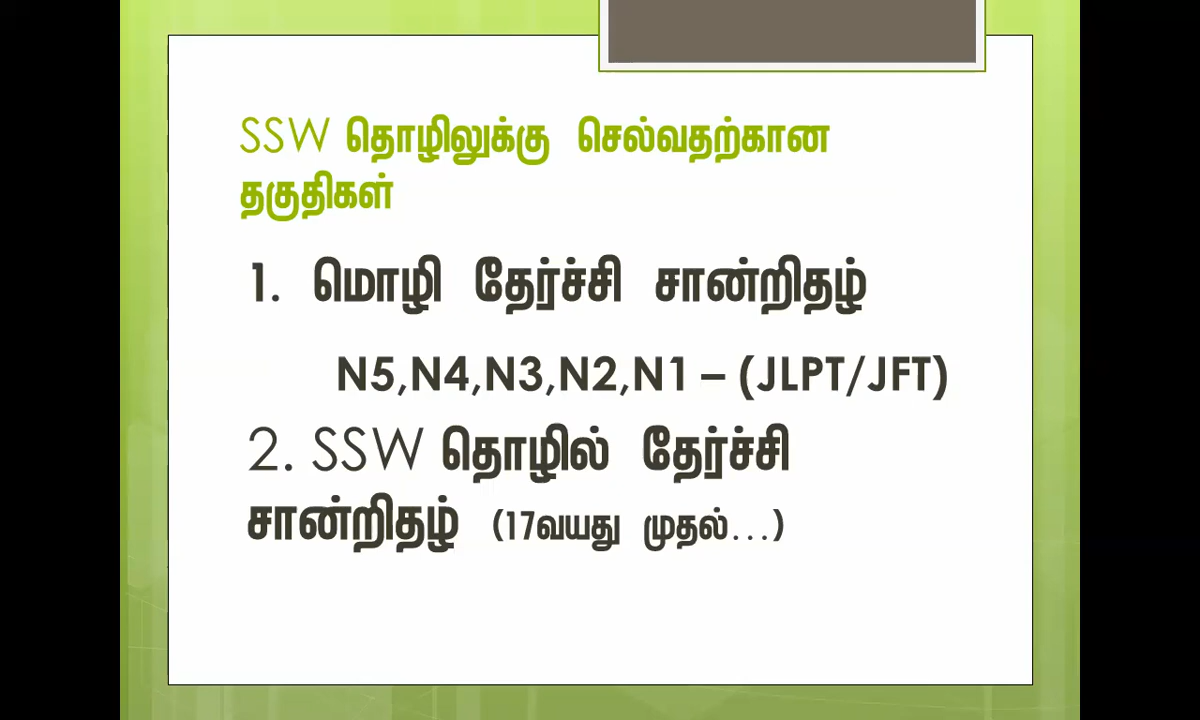 SSW தொழிலுக்கு செல்வதற்கான
தகுதிகள்
1. மொழி தேர்ச்சி சான்றிதழ்
N5,N4,N3,N2,N1 – (JLPT/JFT)
2. SSW தொழில் தேர்ச்சி
சான்றிதழ் (17வயது முதல்...)